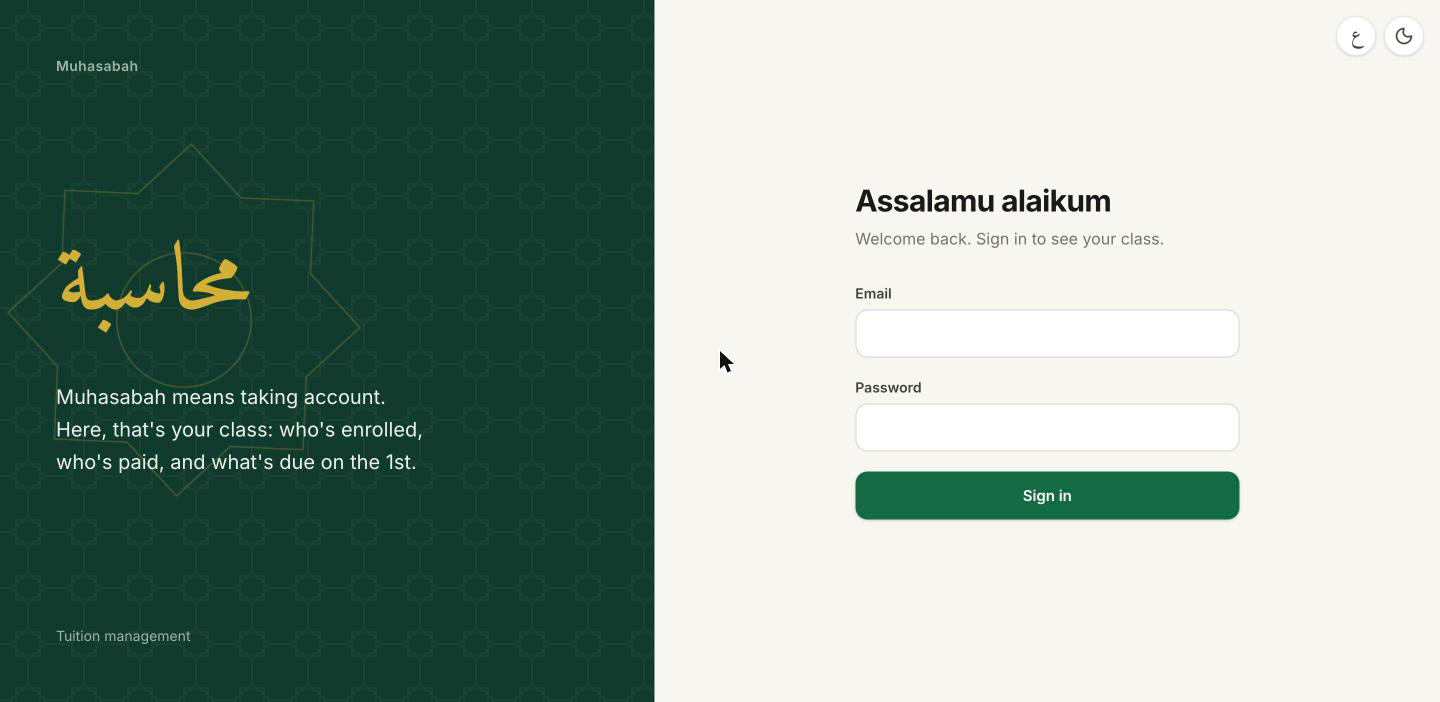 Muhasabah
محاسبة
Muhasabah means taking account.
Here, that's your class: who's enrolled,
who's paid, and what's due on the 1st.
Tuition management
ع
Assalamu alaikum
Welcome back. Sign in to see your class.
Email
Password
Sign in